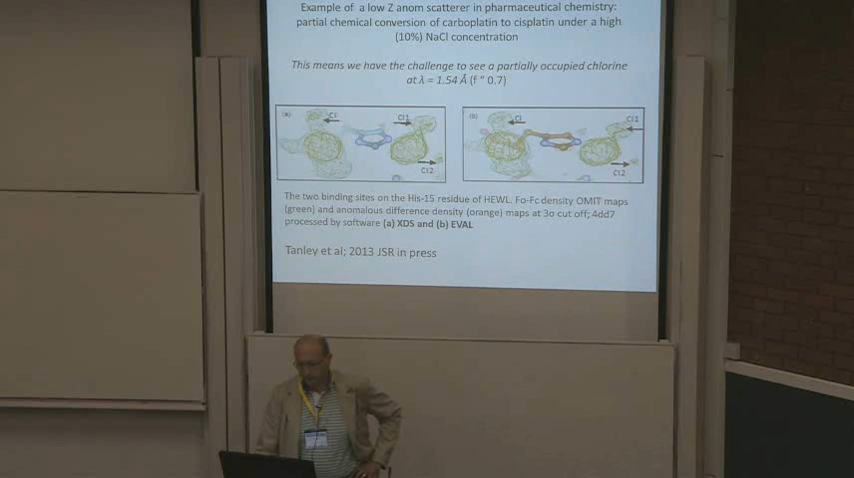 Example of a low Z anom scatterer in pharmaceutical chemistry:
partial chemical conversion of carboplatin to cisplatin under a high
(10%) NaCl concentration
This means we have the challenge to see a partially occupied chlorine
at λ = 1.54 Å (f " 0.7)
(a) Cl Cl1
Cl2
(b) Cl Cl1
Cl2
The two binding sites on the His-15 residue of HEWL. Fo-Fc density OMIT maps
(green) and anomalous difference density (orange) maps at 3σ cut off; 4dd7
processed by software (a) XDS and (b) EVAL
Tanley et al; 2013 JSR in press